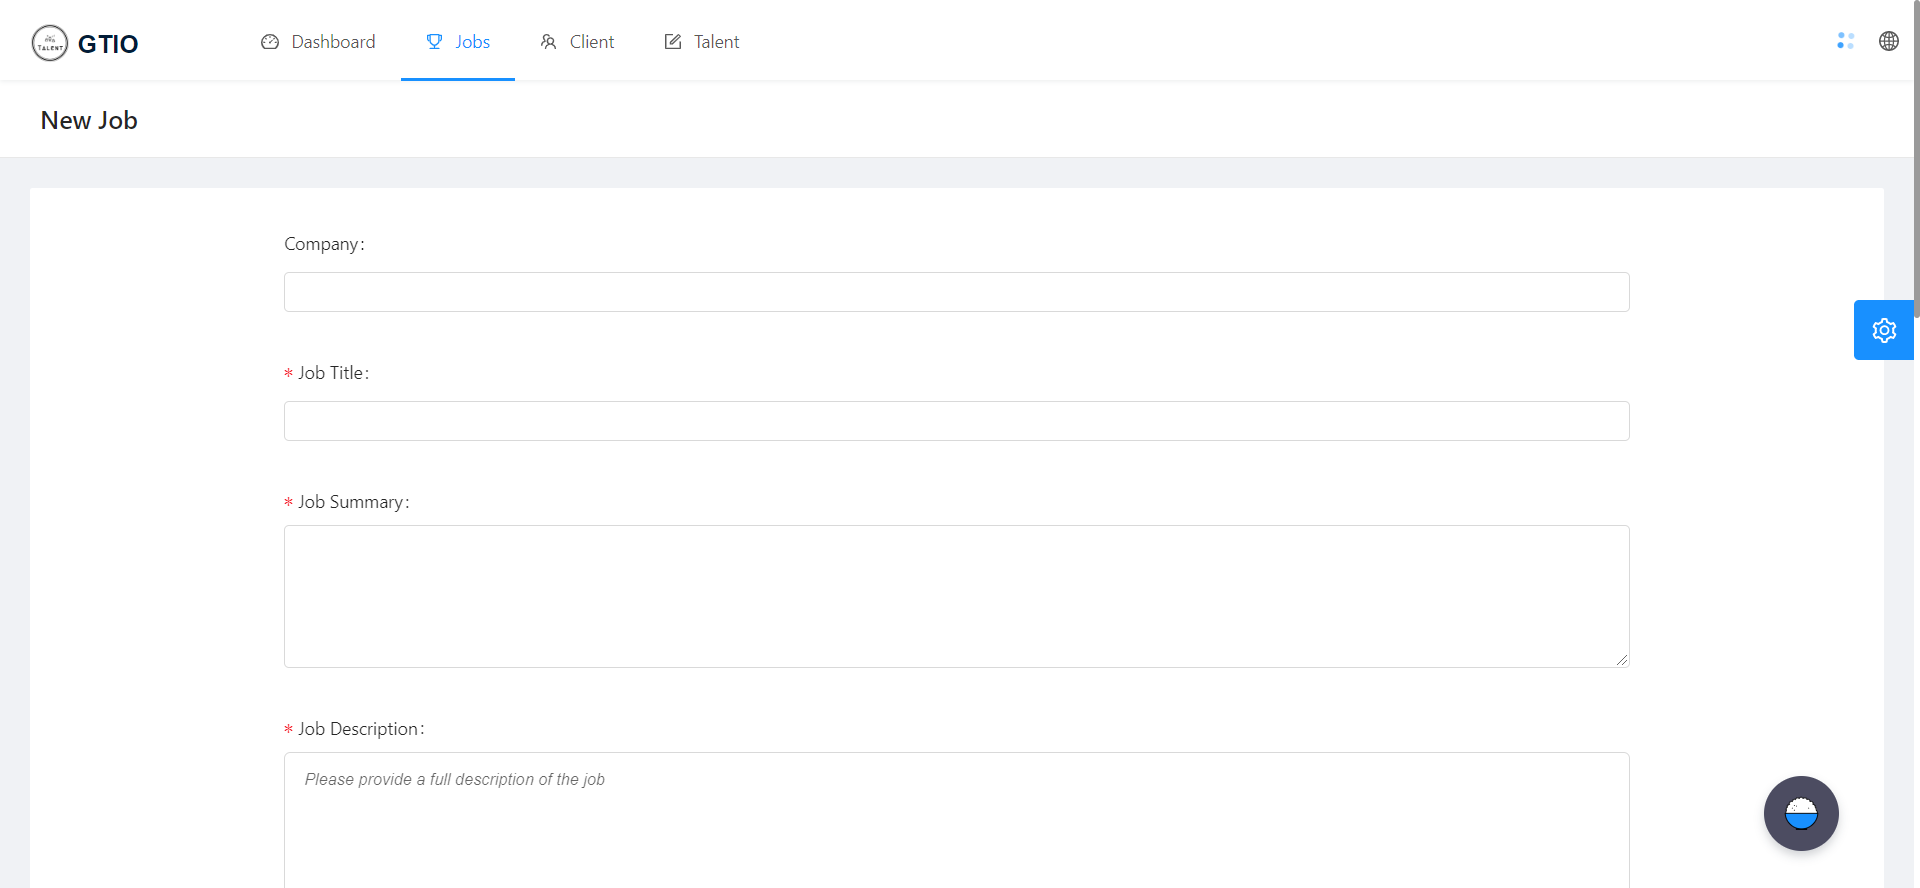 TALENT
GTIO
Dashboard
Jobs
Client
Talent
New Job
Company:
* Job Title:
* Job Summary:
* Job Description:
Please provide a full description of the job